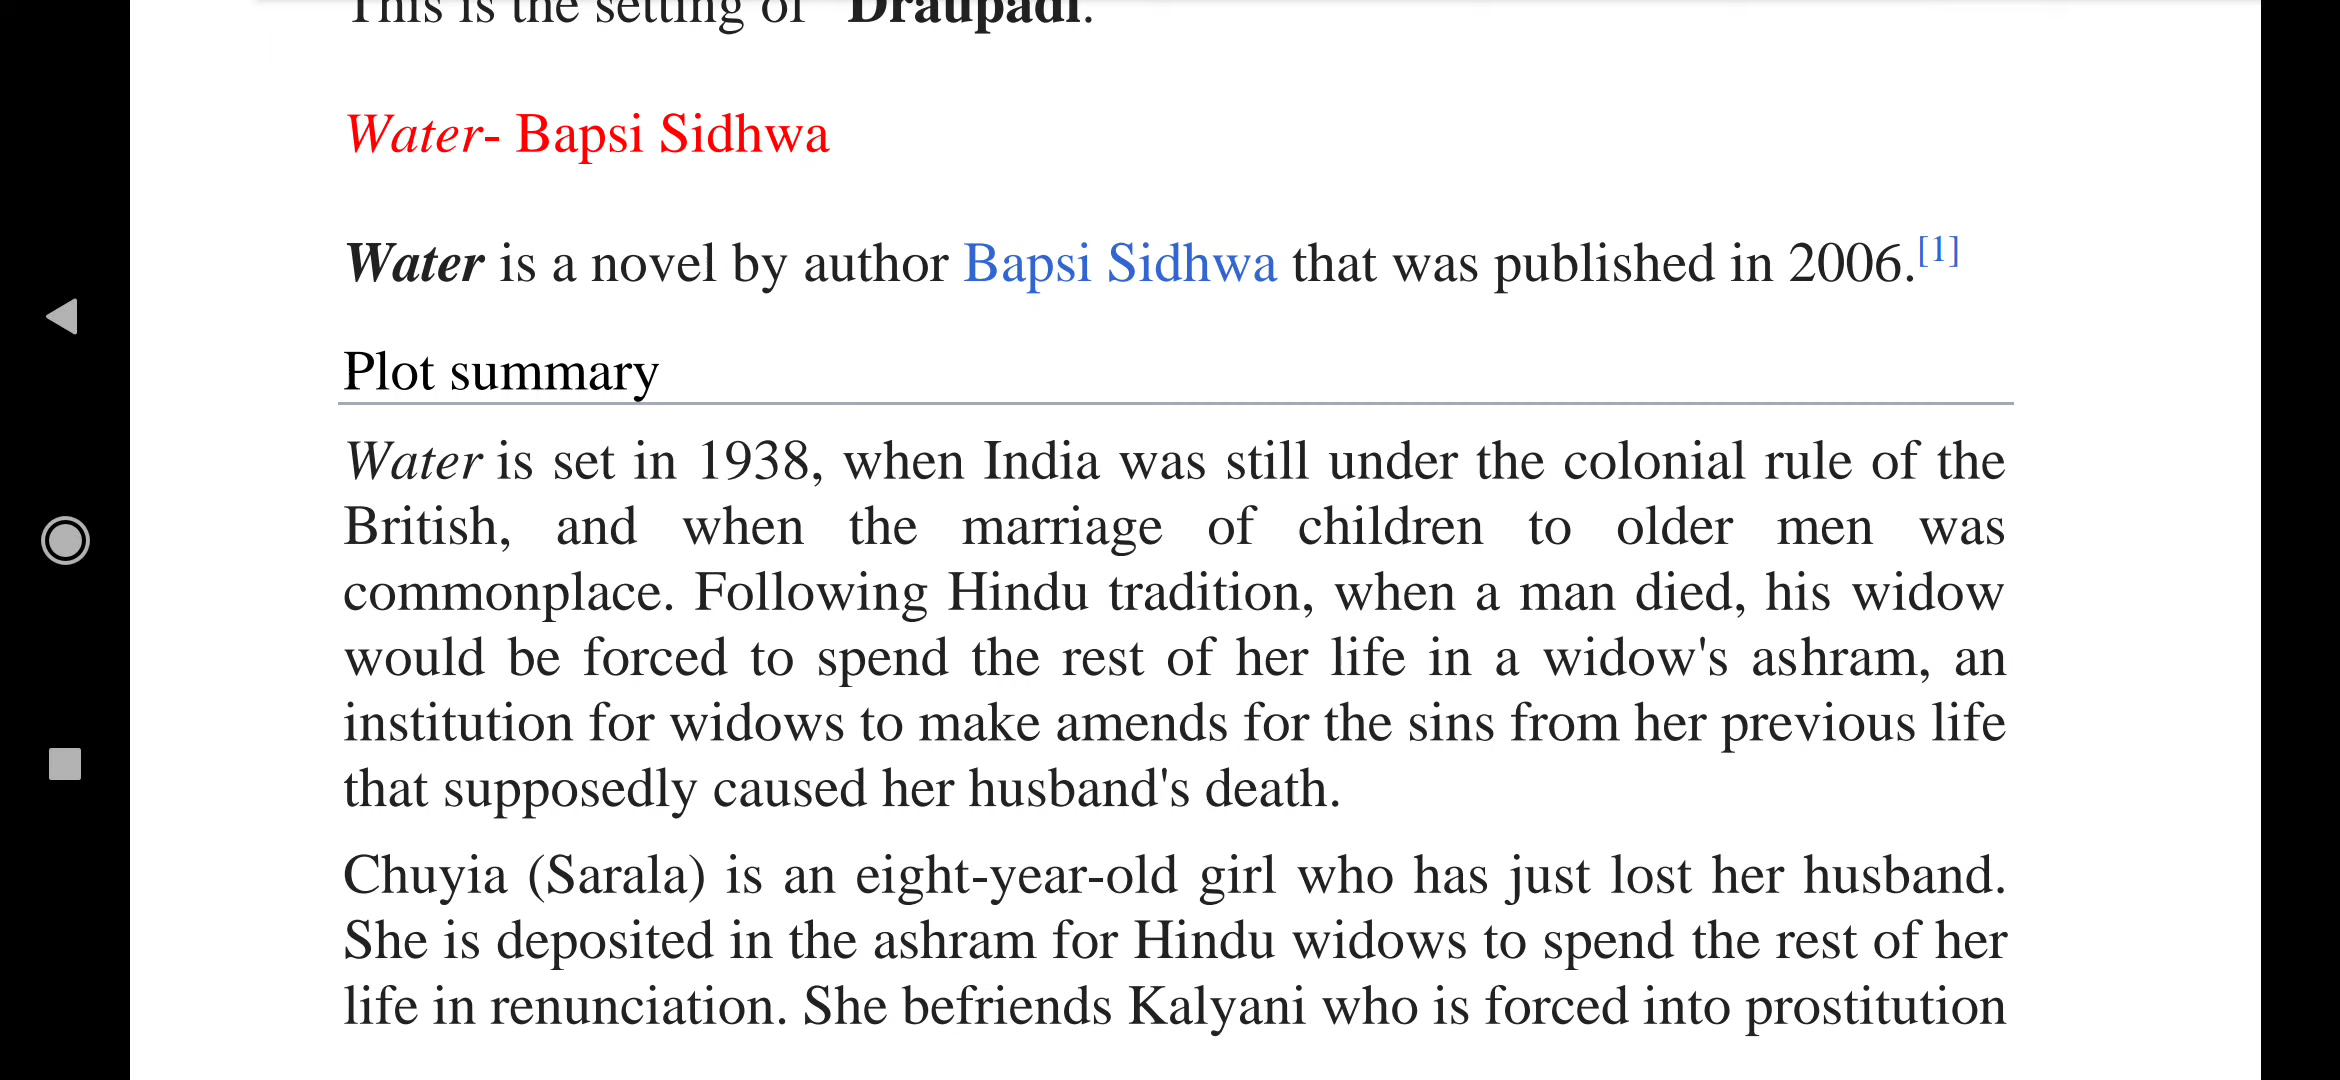 This is the setting of "Draupadi.
Water- Bapsi Sidhwa
Water is a novel by author Bapsi Sidhwa that was published in 2006.[1]
Plot summary
Water is set in 1938, when India was still under the colonial rule of the
British, and when the marriage of children to older men was
commonplace. Following Hindu tradition, when a man died, his widow
would be forced to spend the rest of her life in a widow's ashram, an
institution for widows to make amends for the sins from her previous life
that supposedly caused her husband's death.
Chuyia (Sarala) is an eight-year-old girl who has just lost her husband.
She is deposited in the ashram for Hindu widows to spend the rest of her
life in renunciation. She befriends Kalyani who is forced into prostitution